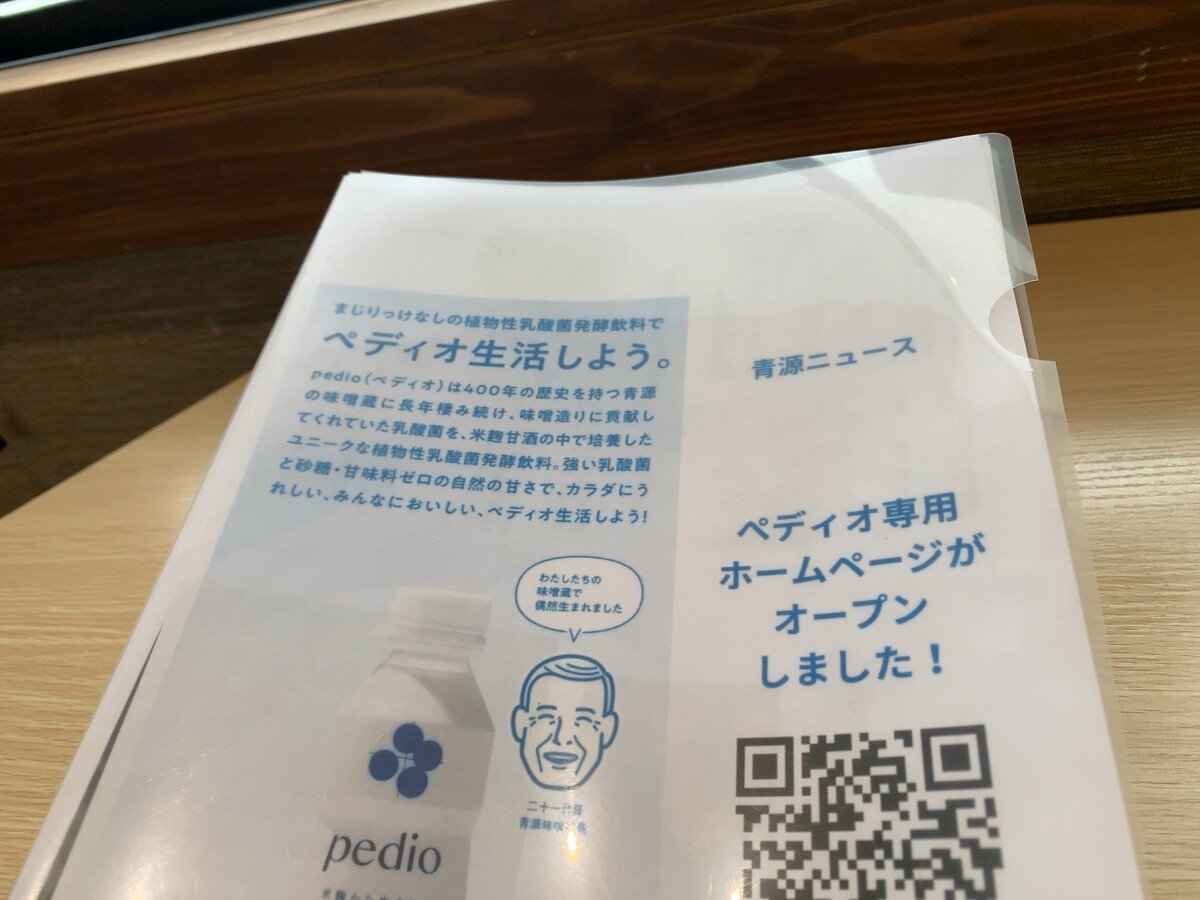 まじりっけなしの植物性乳酸菌発酵飲料で
ペディオ生活しよう。
pedio(ペディオ)は400年の歴史を持つ青源
の味噌蔵に長年棲み続け、味噌造りに貢献し
てくれていた乳酸菌を、米麹甘酒の中で培養した
ユニークな植物性乳酸菌発酵飲料。強い乳酸菌
と砂糖・甘味料ゼロの自然の甘さで、カラダにう
れしい、みんなにおいしい、ペディオ生活しよう!
わたしたちの
味噌蔵で
偶然生まれました
二十一代目
青源味噌
pedio
青源ニュース
ペディオ専用
ホームページが
オープン
しました!